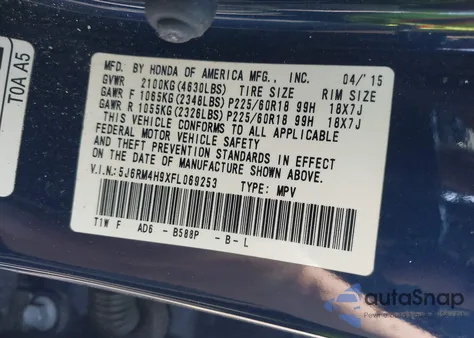 T0A A5
MFD. BY HONDA OF AMERICA MFG., INC. 04/'15
GVWR 2100KG(4630LBS) TIRE SIZE RIM SIZE
GAWR F 1065KG(2348LBS) P225/60R18 99H 18X7J
GAWR R 1055KG(2326LBS) P225/60R18 99H 18X7J
THIS VEHICLE CONFORMS TO ALL APPLICABLE
FEDERAL MOTOR VEHICLE SAFETY
AND THEFT PREVENTION STANDARDS IN EFFECT
ON THE DATE OF MANUFACTURE SHOWN ABOVE.
V.I.N.:5J6RM4H9XFL069253 TYPE: MPV
T1W F AD6 -B588P -B-L
autoSnap